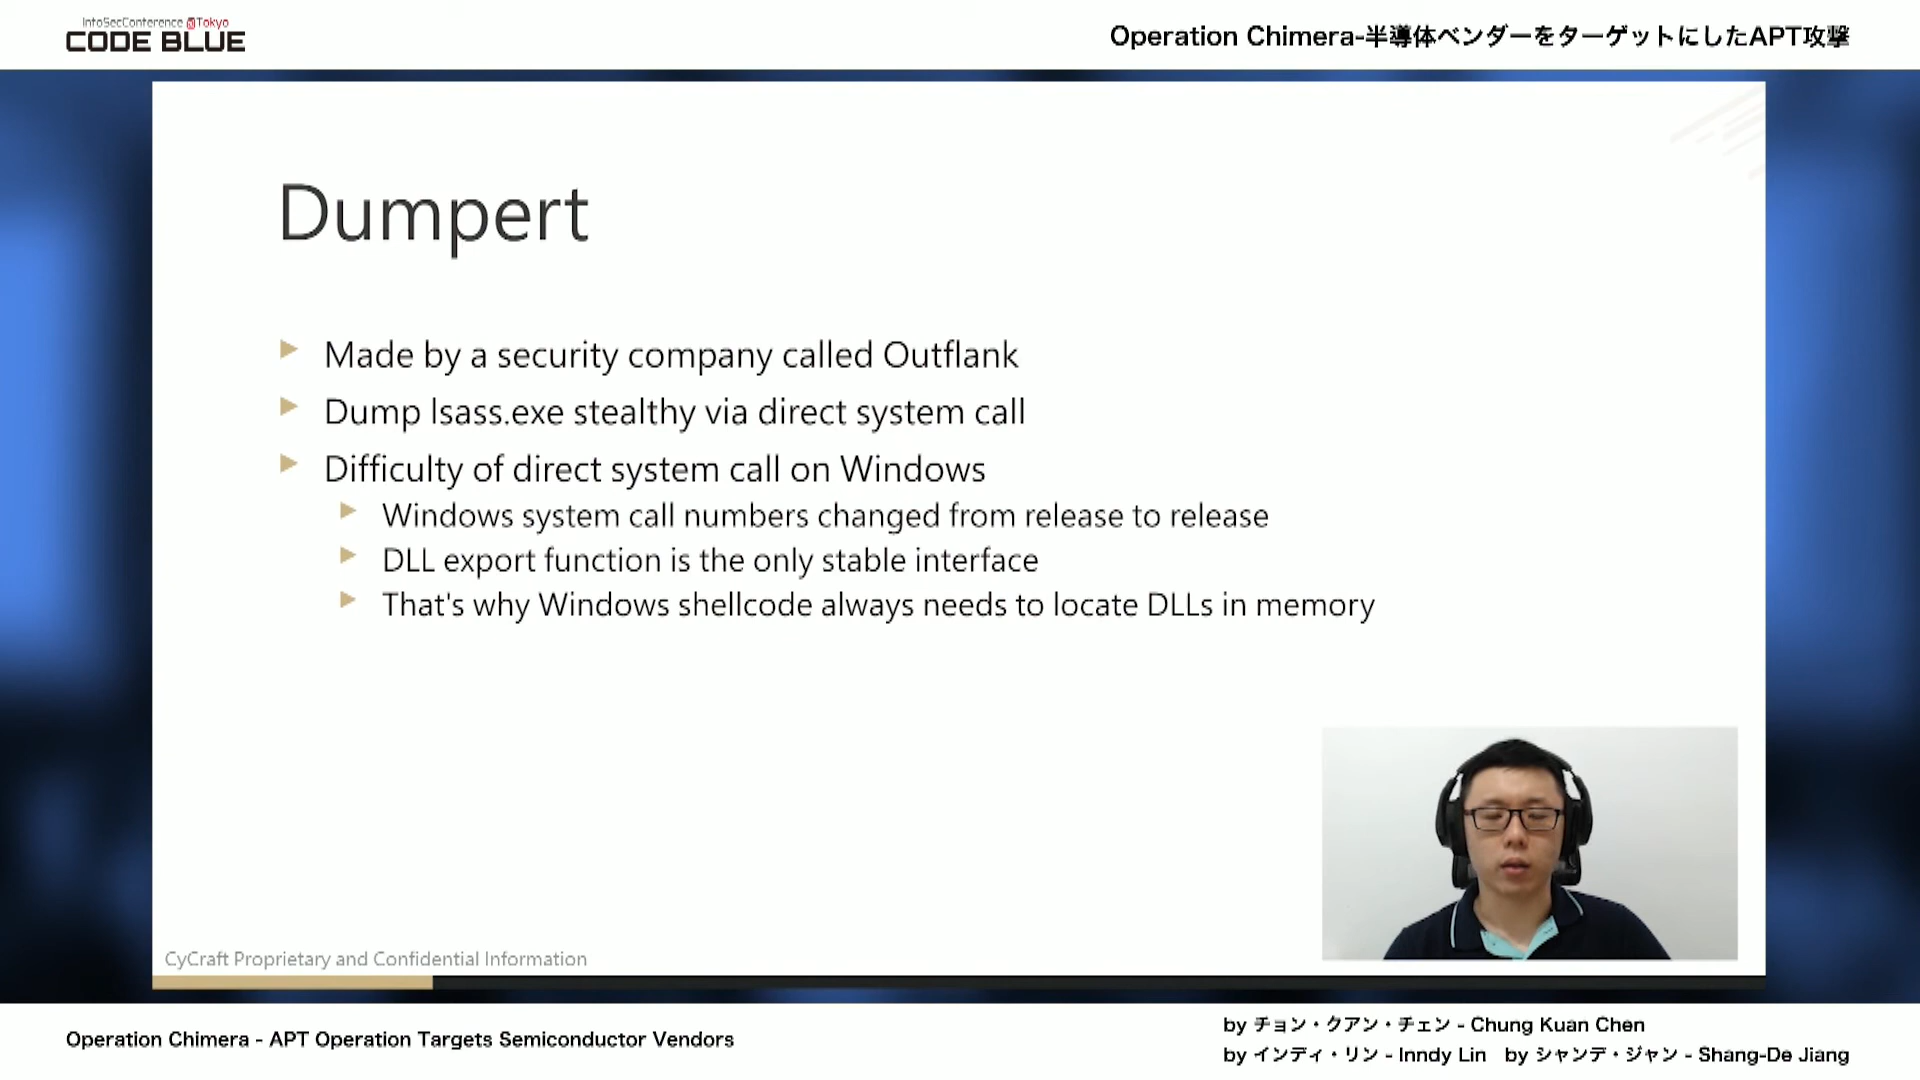 InfoSecConference @Tokyo
CODE BLUE
Operation Chimera-半導体ベンダーをターゲットにしたAPT攻撃
Dumpert
Made by a security company called Outflank
Dump lsass.exe stealthy via direct system call
Difficulty of direct system call on Windows
Windows system call numbers changed from release to release
DLL export function is the only stable interface
That's why Windows shellcode always needs to locate DLLs in memory
CyCraft Proprietary and Confidential Information
Operation Chimera - APT Operation Targets Semiconductor Vendors
by チョン・クアン・チェン - Chung Kuan Chen
by インディ・リン - Inndy Lin by シャンデ・ジャン - Shang-De Jiang